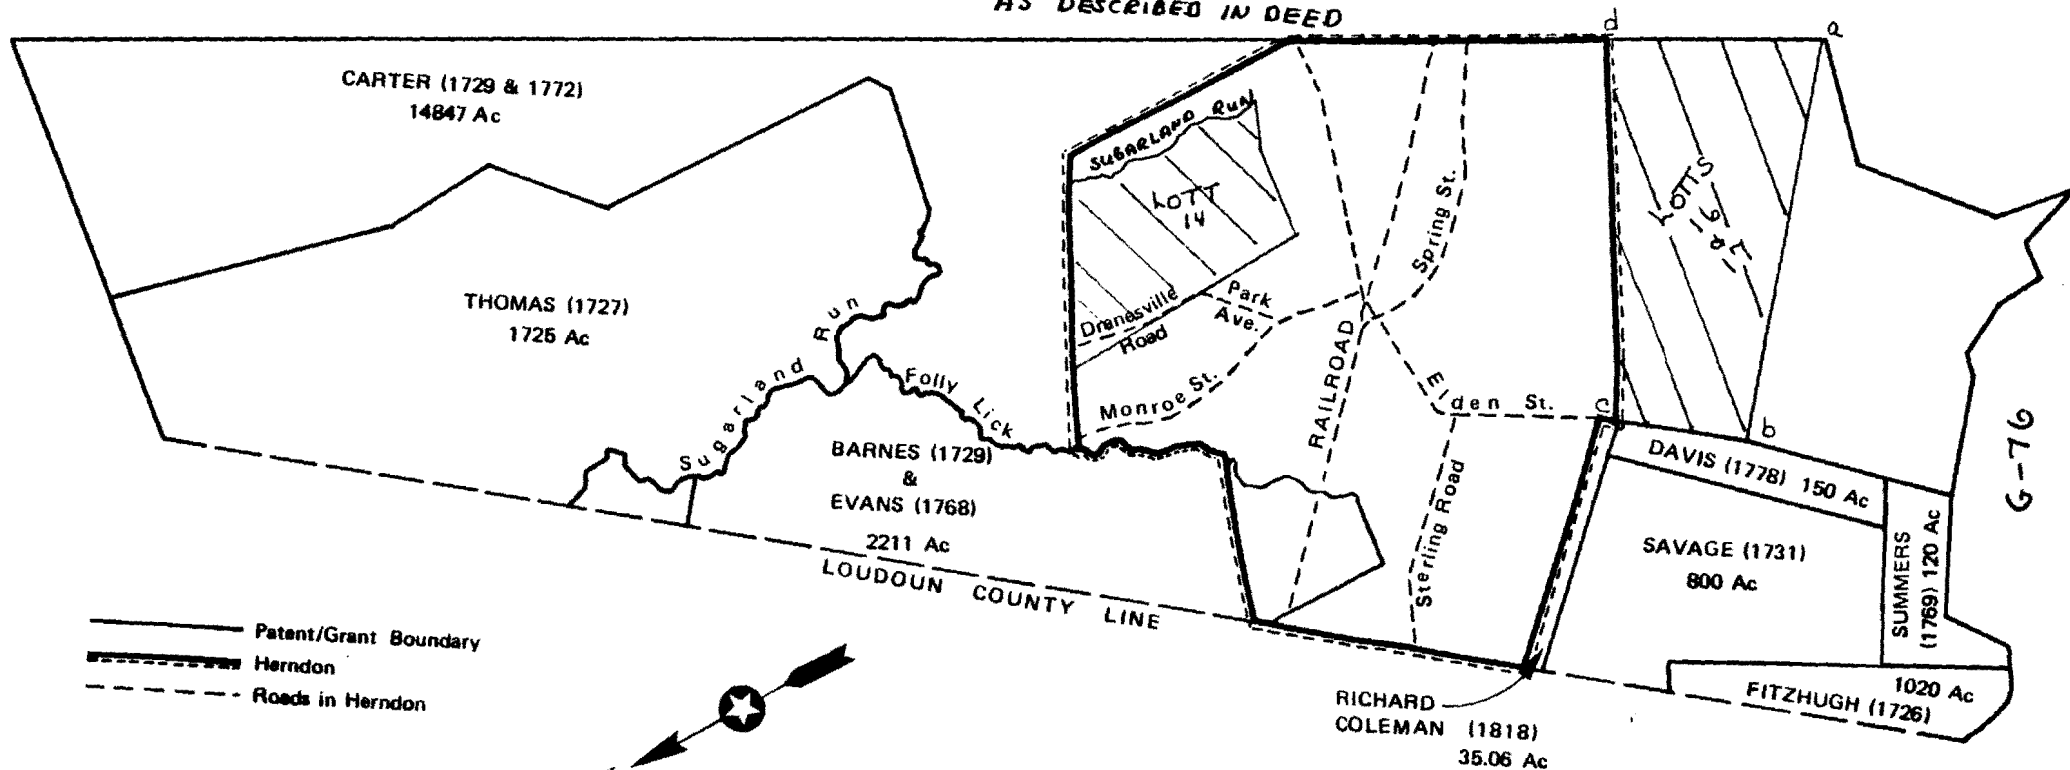 AS DESCRIBED IN DEED
d
a
CARTER (1729 & 1772)
14847 Ac
SUGARLAND RUN
LOTT
14
LOTTS
Spring St.
THOMAS (1727)
1725 Ac
Sugarland Run
Folly Lick
Dranesville
Road
Park
Ave.
Monroe St.
RAILROAD
Elden St.
c
b
BARNES (1729)
&
EVANS (1768)
2211 Ac
Sterling Road
DAVIS (1778) 150 Ac
SAVAGE (1731)
800 Ac
SUMMERS
(1769) 120 Ac
G-76
LOUDOUN COUNTY LINE
Patent/Grant Boundary
Herndon
Roads in Herndon
RICHARD
COLEMAN (1818)
35.06 Ac
1020 Ac
FITZHUGH (1726)